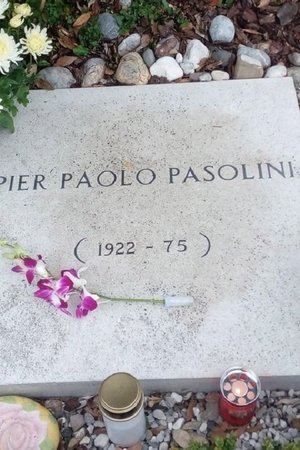 PIER PAOLO PASOLINI
( 1922 - 75 )